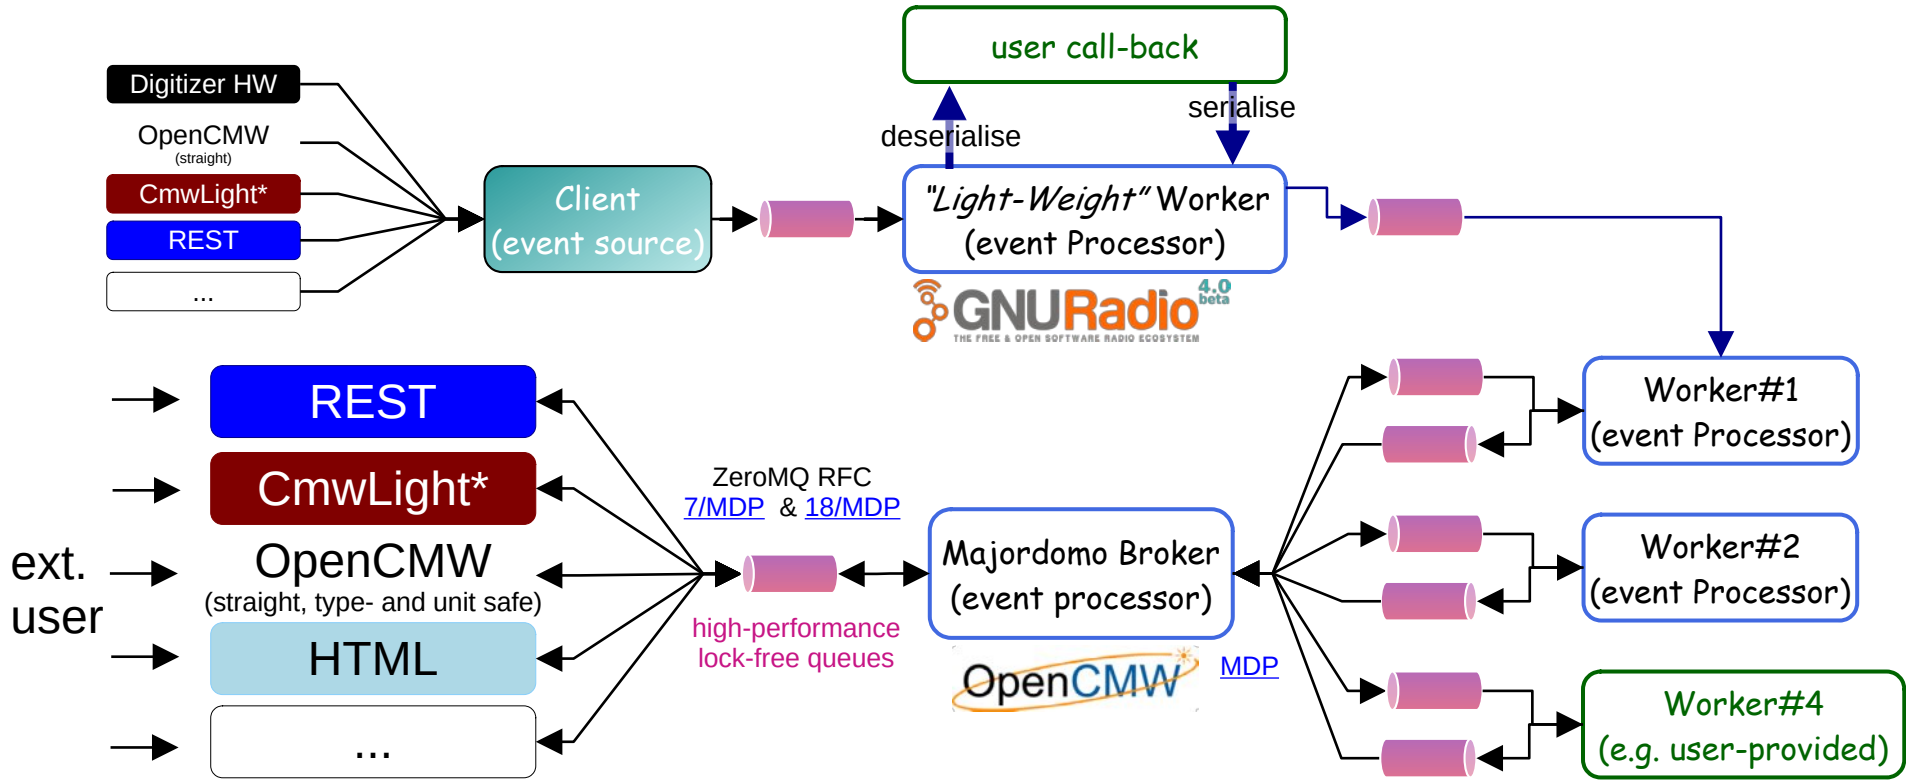 user call-back
Digitizer HW
serialise
deserialise
OpenCMW
(straight)
CmwLight*
REST
...
Client
(event source)
"Light-Weight" Worker
(event Processor)
GNURadio 4.0
beta
THE FREE & OPEN SOFTWARE RADIO ECOSYSTEM
REST
CmwLight*
ext.
user
OpenCMW
(straight, type- and unit safe)
HTML
...
ZeroMQ RFC
7/MDP & 18/MDP
high-performance
lock-free queues
Majordomo Broker
(event processor)
OpenCMW
MDP
Worker#1
(event Processor)
Worker#2
(event Processor)
Worker#4
(e.g. user-provided)